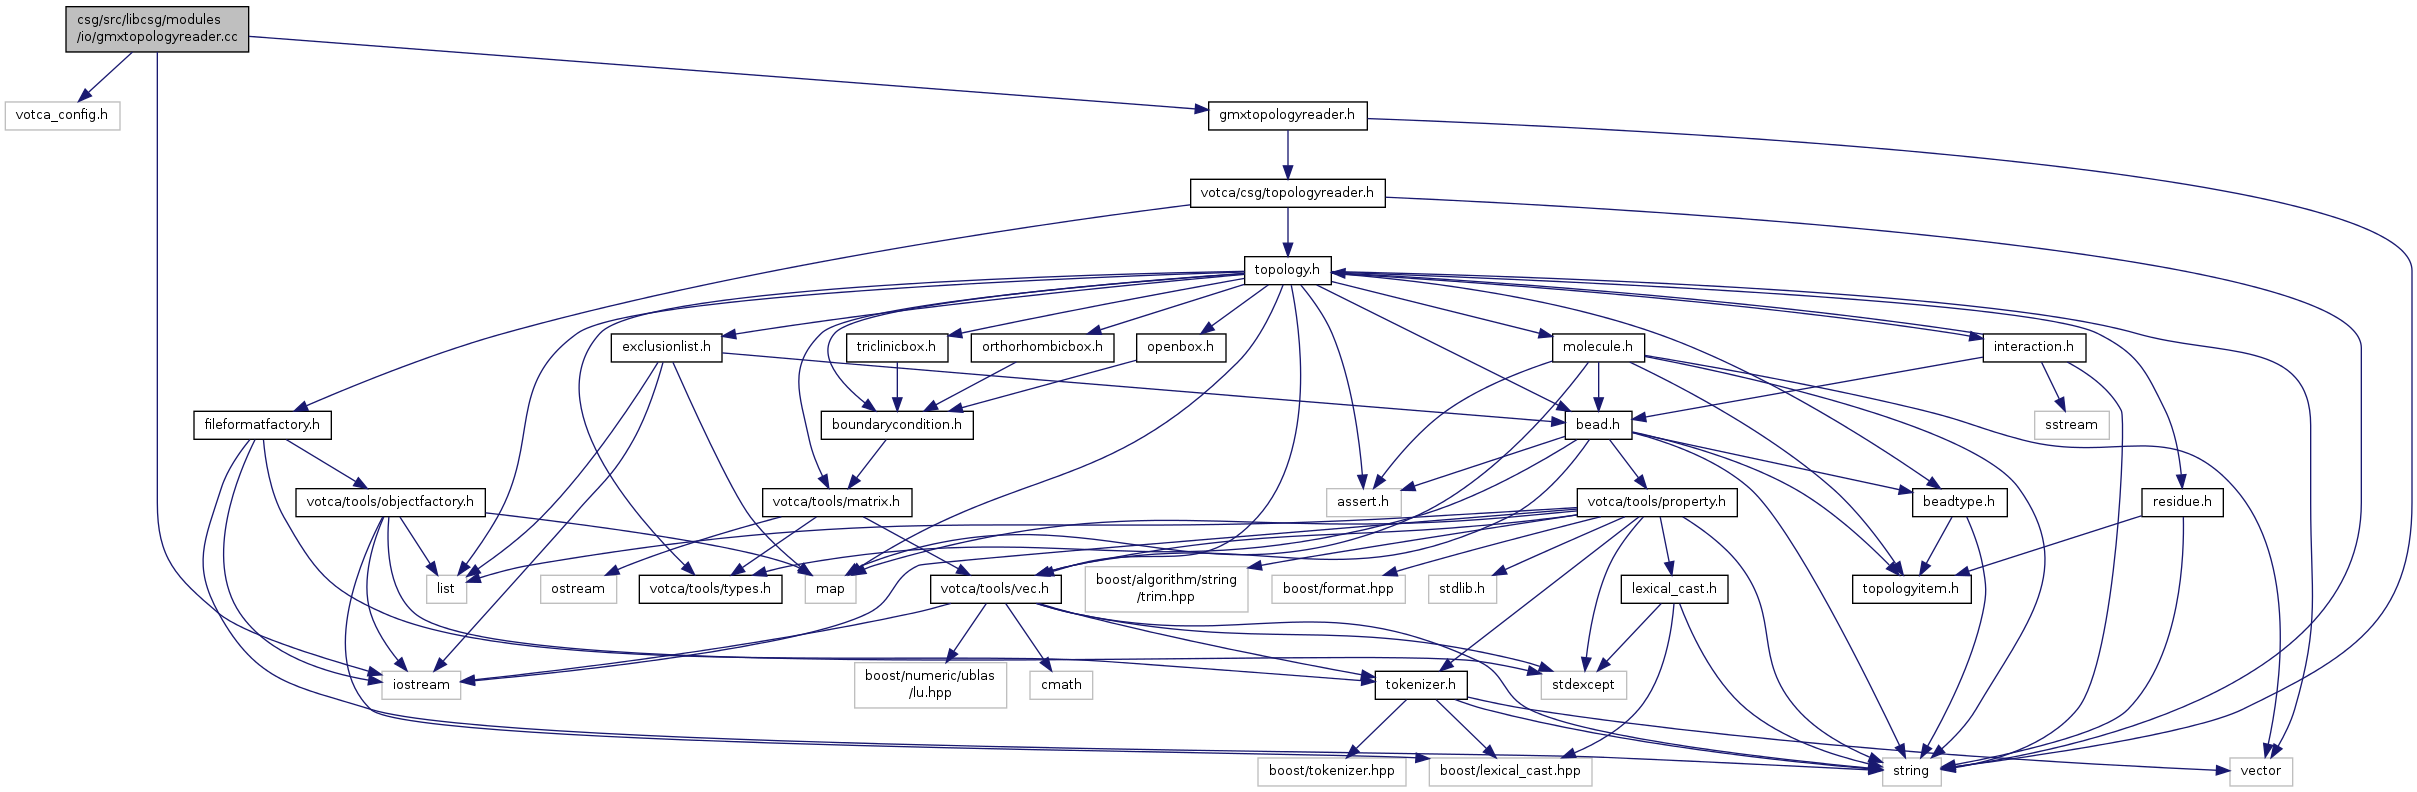 csg/src/libcsg/modules
/io/gmxtopologyreader.cc
votca_config.h
gmxtopologyreader.h
votca/csg/topologyreader.h
topology.h
exclusionlist.h
triclinicbox.h
orthorhombicbox.h
openbox.h
molecule.h
interaction.h
fileformatfactory.h
boundarycondition.h
bead.h
sstream
votca/tools/objectfactory.h
votca/tools/matrix.h
assert.h
votca/tools/property.h
beadtype.h
residue.h
list
ostream
votca/tools/types.h
map
votca/tools/vec.h
boost/algorithm/string
/trim.hpp
boost/format.hpp
stdlib.h
lexical_cast.h
topologyitem.h
iostream
boost/numeric/ublas
/lu.hpp
cmath
tokenizer.h
stdexcept
boost/tokenizer.hpp
boost/lexical_cast.hpp
string
vector